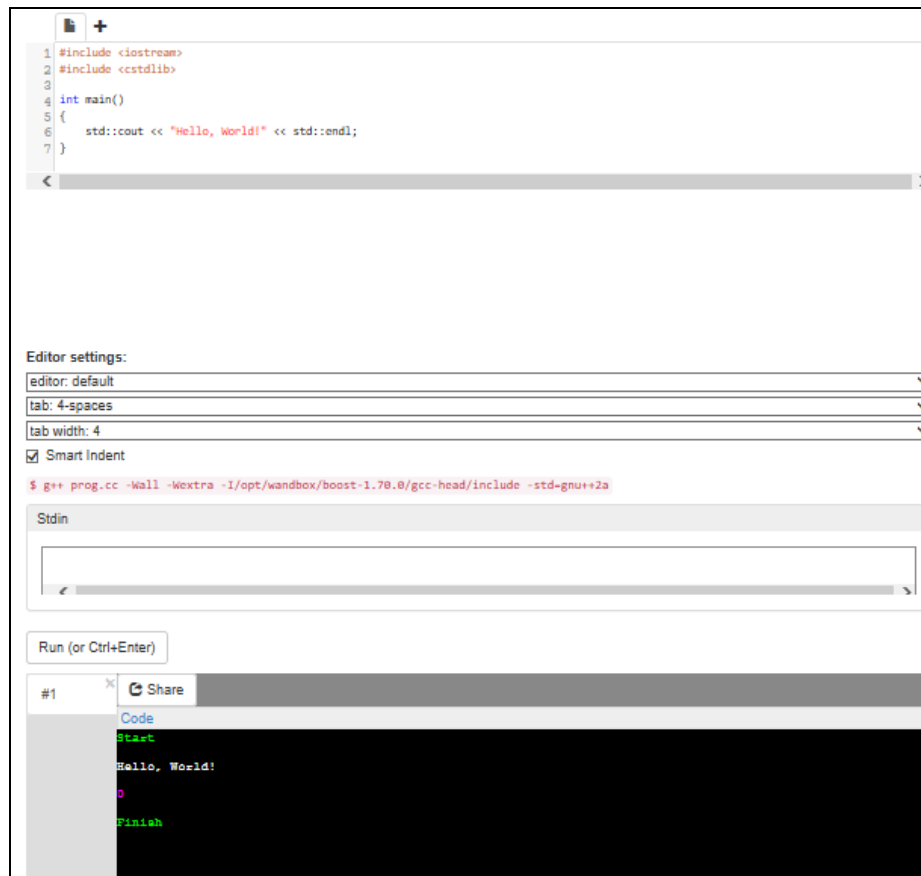 1 #include <iostream>
2 #include <cstdlib>
3
4 int main()
5 {
6     std::cout << "Hello, World!" << std::endl;
7 }
Editor settings:
editor: default
tab: 4-spaces
tab width: 4
Smart Indent
$ g++ prog.cc -Wall -Wextra -I/opt/wandbox/boost-1.70.0/gcc-head/include -std=gnu++2a
Stdin
Run (or Ctrl+Enter)
#1
Share
Code
Start
Hello, World!
0
Finish